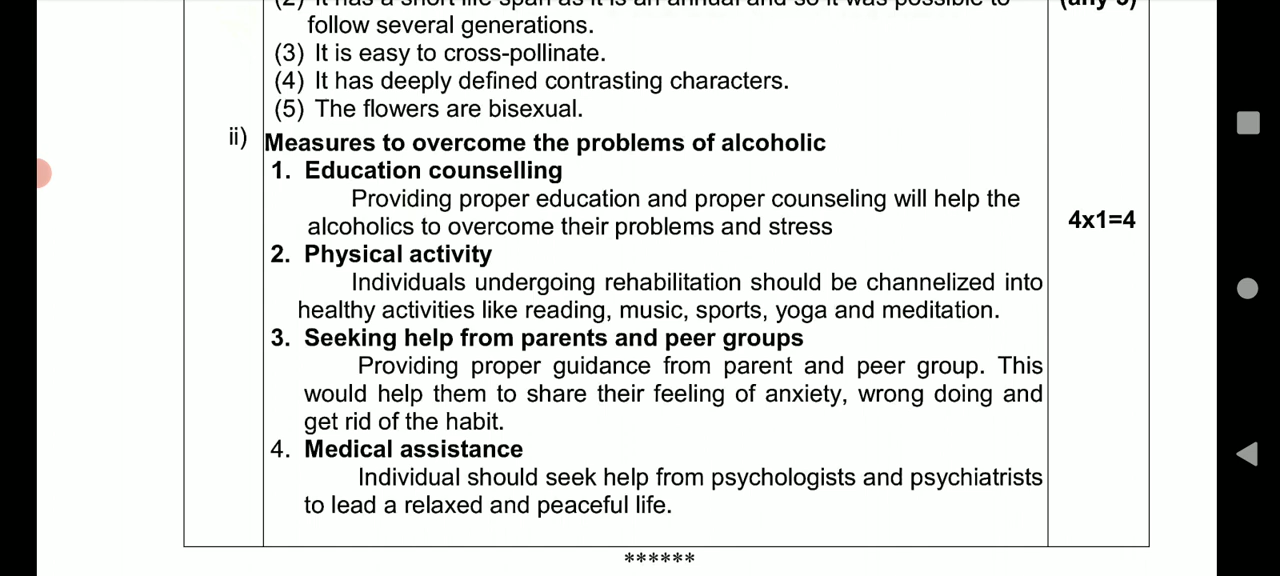 follow several generations.
(3) It is easy to cross-pollinate.
(4) It has deeply defined contrasting characters.
(5) The flowers are bisexual.
ii) Measures to overcome the problems of alcoholic
1. Education counselling
Providing proper education and proper counseling will help the
alcoholics to overcome their problems and stress
4x1=4
2. Physical activity
Individuals undergoing rehabilitation should be channelized into
healthy activities like reading, music, sports, yoga and meditation.
3. Seeking help from parents and peer groups
Providing proper guidance from parent and peer group. This
would help them to share their feeling of anxiety, wrong doing and
get rid of the habit.
4. Medical assistance
Individual should seek help from psychologists and psychiatrists
to lead a relaxed and peaceful life.
******